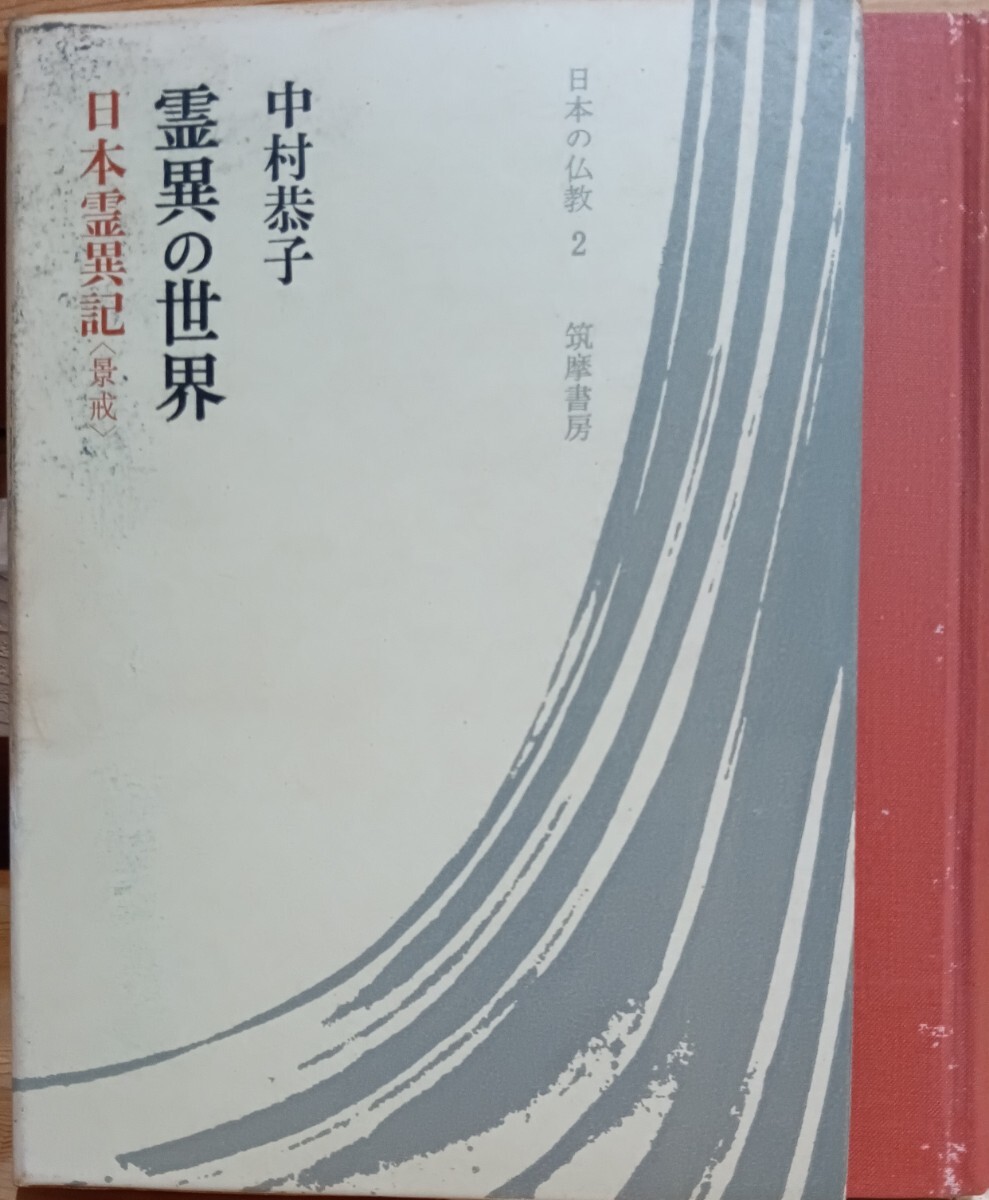 日本の仏教 2 筑摩書房
中村恭子
霊異の世界
日本霊異記〈景戒〉